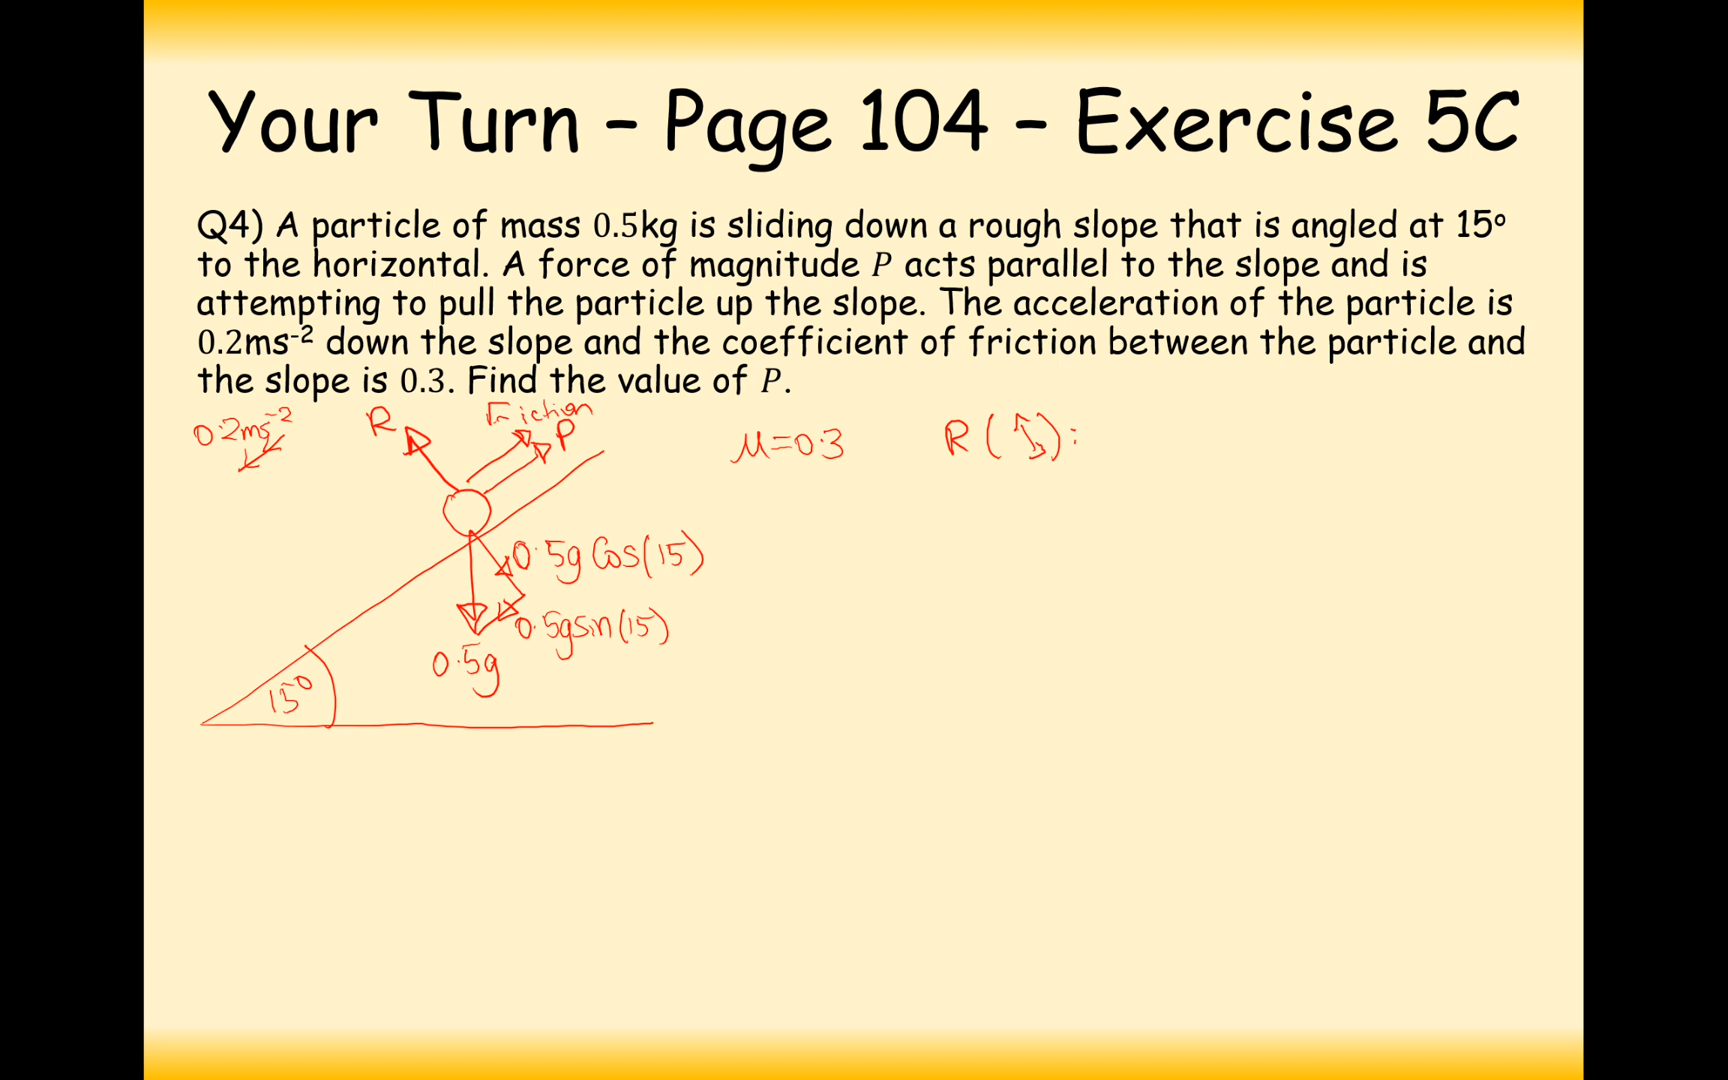 Your Turn – Page 104 – Exercise 5C
Q4) A particle of mass 0.5kg is sliding down a rough slope that is angled at 15º
to the horizontal. A force of magnitude P acts parallel to the slope and is
attempting to pull the particle up the slope. The acceleration of the particle is
0.2ms⁻² down the slope and the coefficient of friction between the particle and
the slope is 0.3. Find the value of P.
0.2ms⁻²
R
Friction
P
μ=0.3
R(↖↘):
0.5g Cos(15)
0.5gsin(15)
0.5g
15⁰